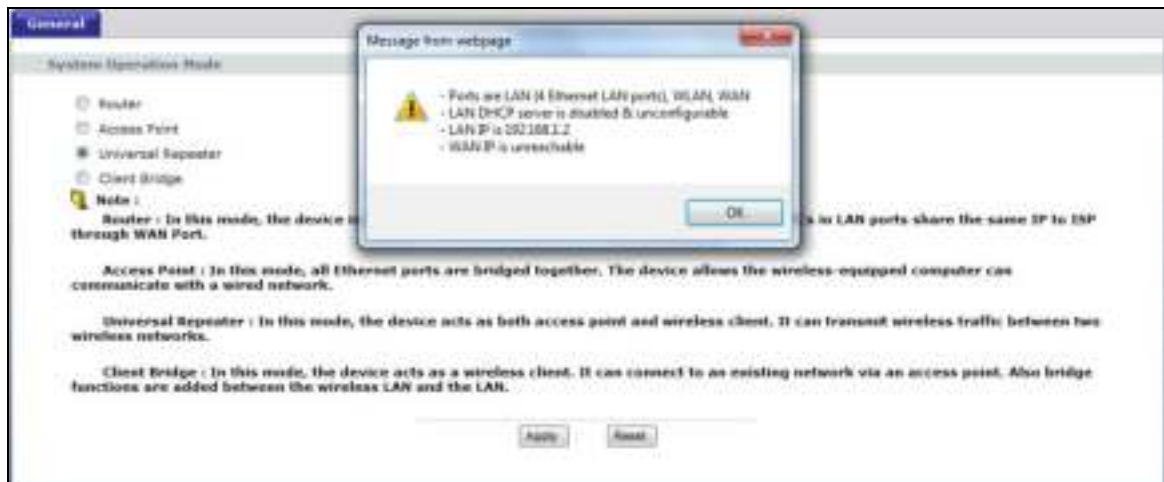 General
System Operation Mode
Router
Access Point
Universal Repeater
Client Bridge
Note :
Router : In this mode, the device
s in LAN ports share the same IP to ISP
through WAN Port.
Access Point : In this mode, all Ethernet ports are bridged together. The device allows the wireless-equipped computer can
communicate with a wired network.
Universal Repeater : In this mode, the device acts as both access point and wireless client. It can transmit wireless traffic between two
wireless networks.
Client Bridge : In this mode, the device acts as a wireless client. It can connect to an existing network via an access point. Also bridge
functions are added between the wireless LAN and the LAN.
Apply
Reset
Message from webpage
- Ports are LAN (4 Ethernet LAN ports), WLAN, WAN
- LAN DHCP server is disabled & unconfigurable
- LAN IP is 192.168.1.2
- WAN IP is unreachable
OK